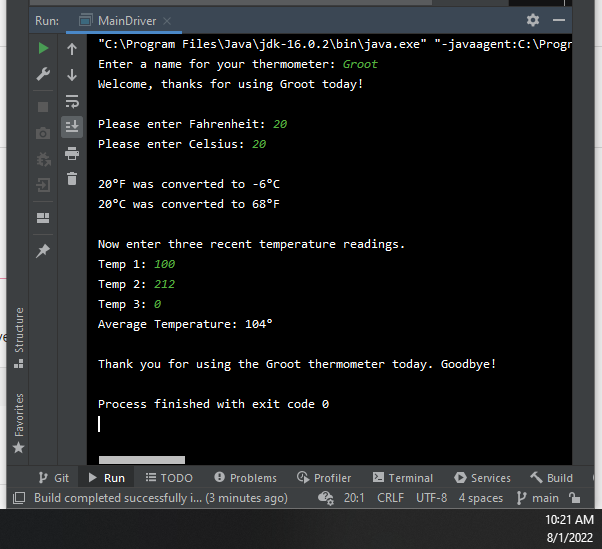 Run: MainDriver
"C:\Program Files\Java\jdk-16.0.2\bin\java.exe" "-javaagent:C:\Progr
Enter a name for your thermometer: Groot
Welcome, thanks for using Groot today!
Please enter Fahrenheit: 20
Please enter Celsius: 20
20°F was converted to -6°C
20°C was converted to 68°F
Now enter three recent temperature readings.
Temp 1: 100
Temp 2: 212
Temp 3: 0
Average Temperature: 104°
Thank you for using the Groot thermometer today. Goodbye!
Process finished with exit code 0
Structure
Favorites
Git Run TODO Problems Profiler Terminal Services Build
Build completed successfully i... (3 minutes ago) 20:1 CRLF UTF-8 4 spaces main
10:21 AM
8/1/2022